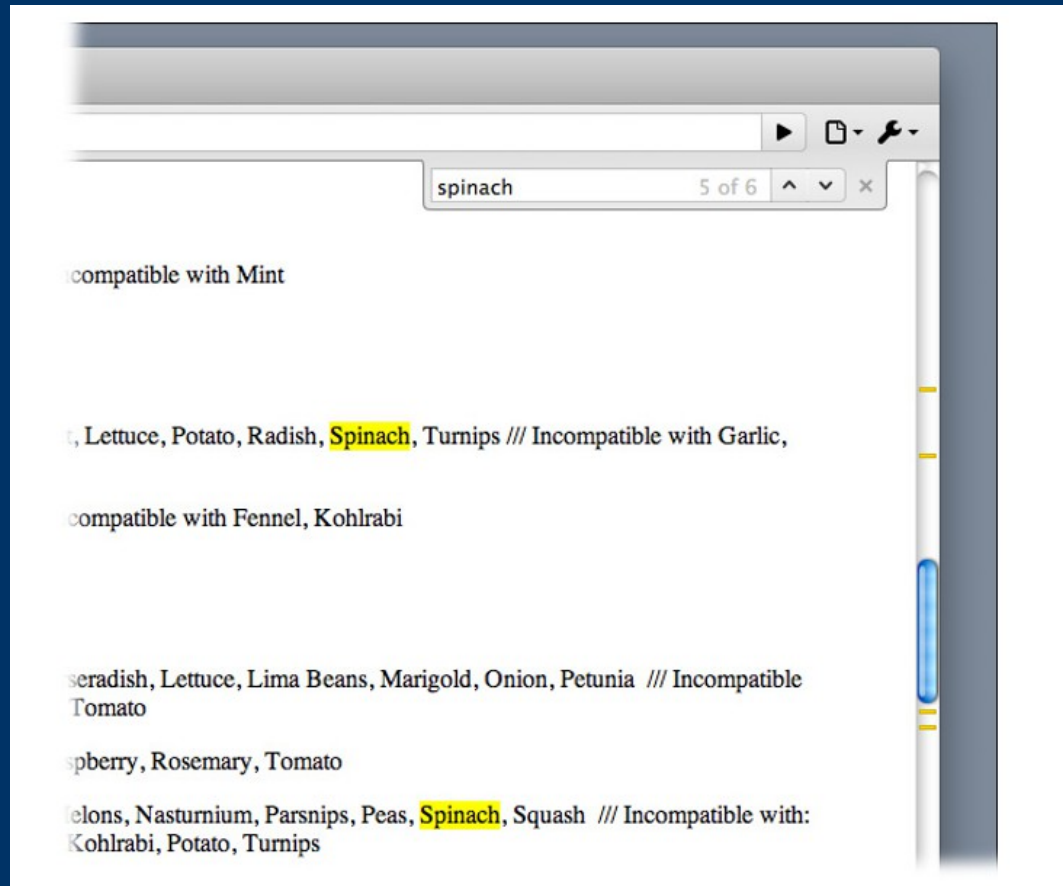 spinach 5 of 6
compatible with Mint
Lettuce, Potato, Radish, Spinach, Turnips /// Incompatible with Garlic,
compatible with Fennel, Kohlrabi
seradish, Lettuce, Lima Beans, Marigold, Onion, Petunia /// Incompatible
Tomato
spberry, Rosemary, Tomato
elons, Nasturnium, Parsnips, Peas, Spinach, Squash /// Incompatible with:
Kohlrabi, Potato, Turnips